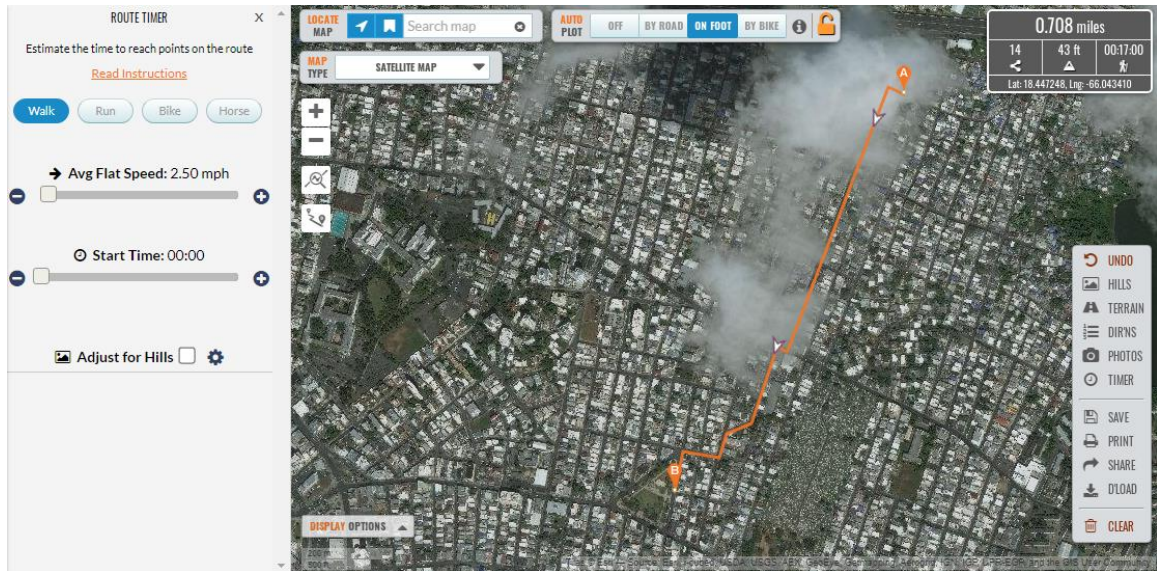 ROUTE TIMER X
Estimate the time to reach points on the route
Read Instructions
Walk Run Bike Horse
Avg Flat Speed: 2.50 mph
Start Time: 00:00
Adjust for Hills
LOCATE MAP
Search map
AUTO PLOT
OFF BY ROAD ON FOOT BY BIKE
MAP TYPE
SATELLITE MAP
0.708 miles
14 43 ft 00:17:00
Lat: 18.447248, Lng: -66.043410
A
B
UNDO
HILLS
TERRAIN
DIR'NS
PHOTOS
TIMER
SAVE
PRINT
SHARE
D'LOAD
CLEAR
DISPLAY OPTIONS
200 m
500 ft